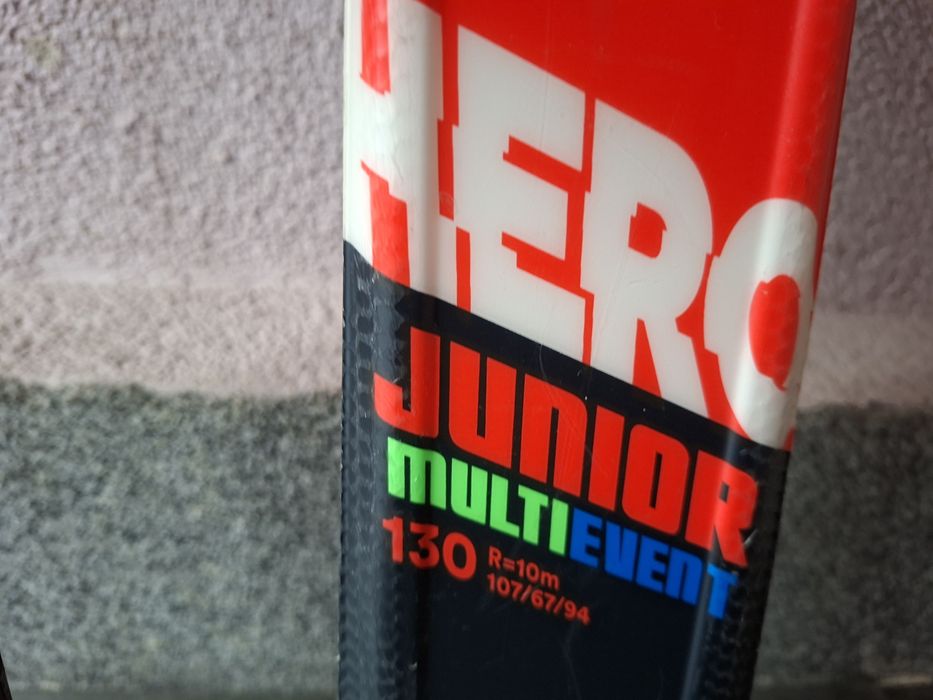 HERO
JUNIOR
MULTIEVENT
130
R=10m
107/67/94